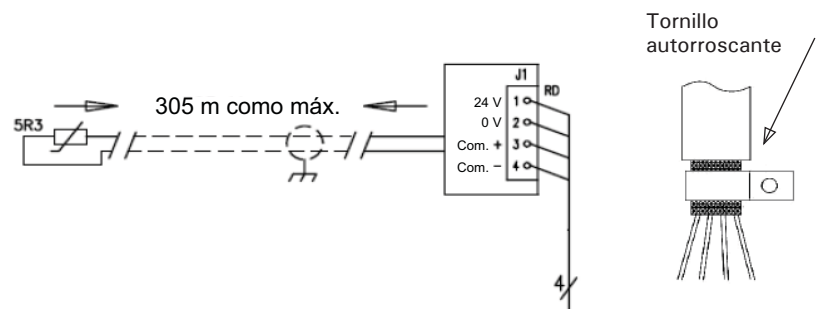 Tornillo
autorroscante
J1
RD
305 m como máx.
5R3
24 V 1
0 V 2
Com. + 3
Com. − 4
4